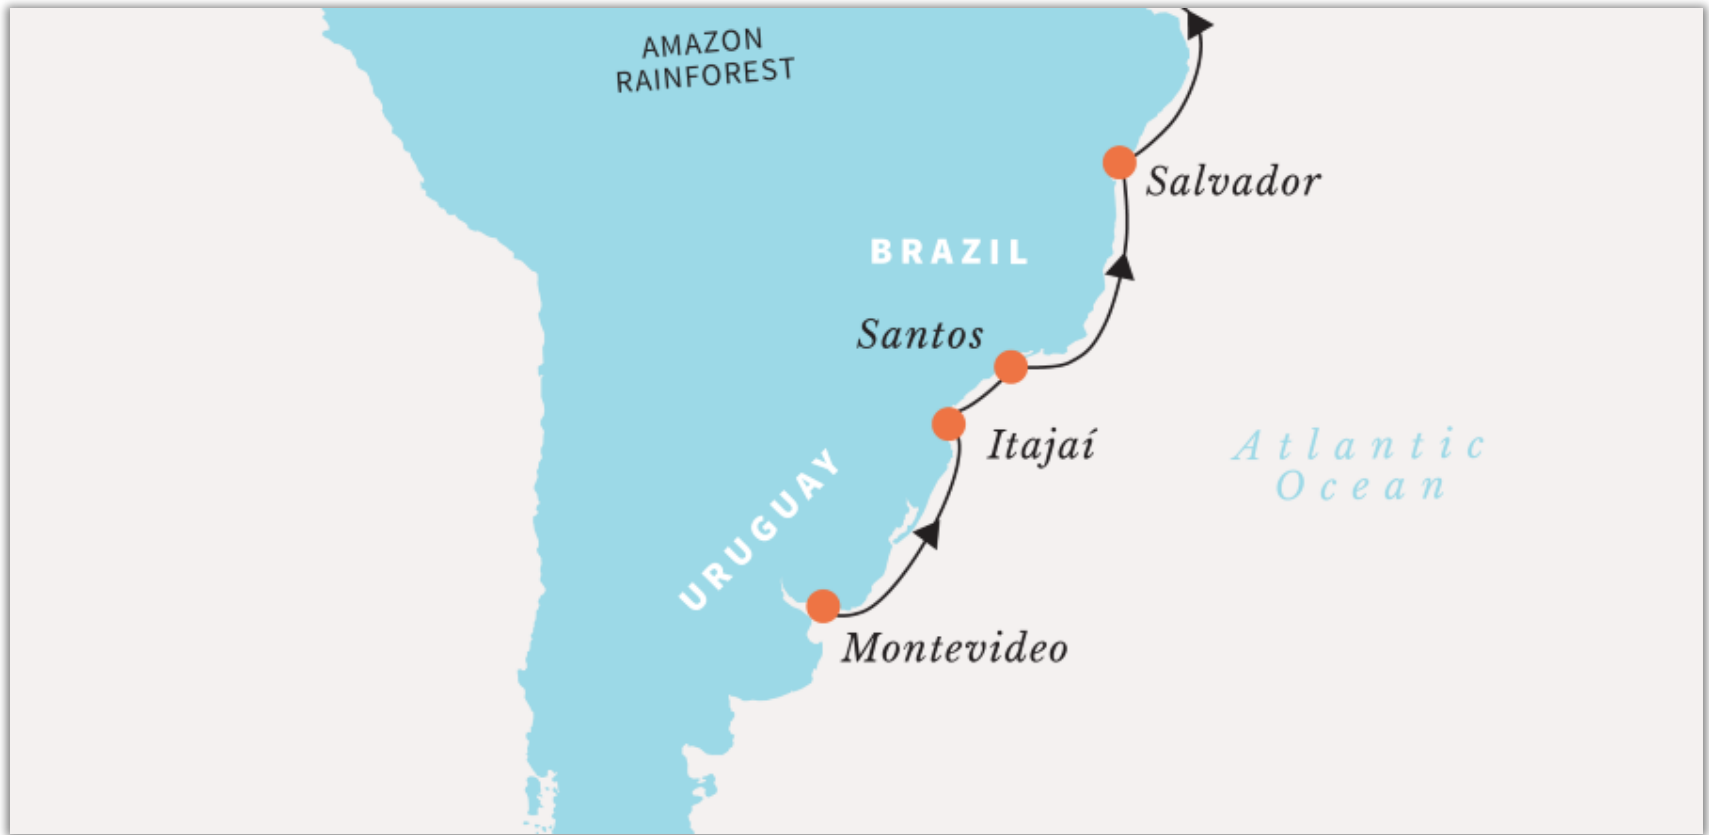 AMAZON
RAINFOREST
Salvador
BRAZIL
Santos
Itajaí
Atlantic
Ocean
URUGUAY
Montevideo